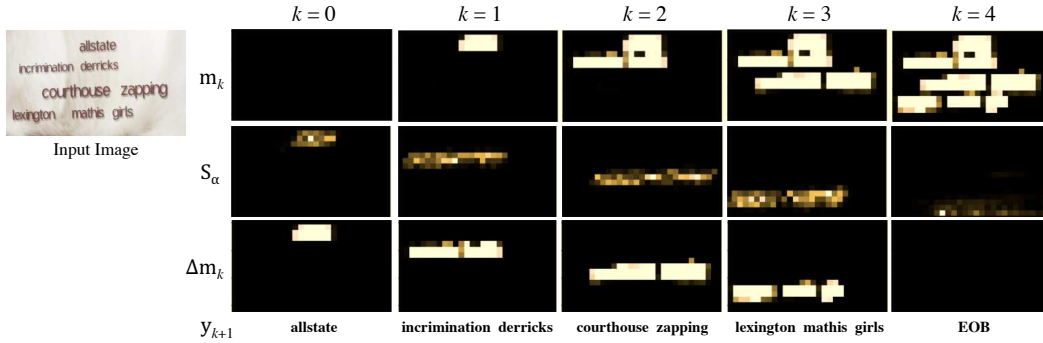 k = 0 k = 1 k = 2 k = 3 k = 4
allstate
incrimination derricks
courthouse zapping
lexington mathis girls
Input Image
m_k
S_α
Δm_k
y_{k+1} allstate incrimination derricks courthouse zapping lexington mathis girls EOB